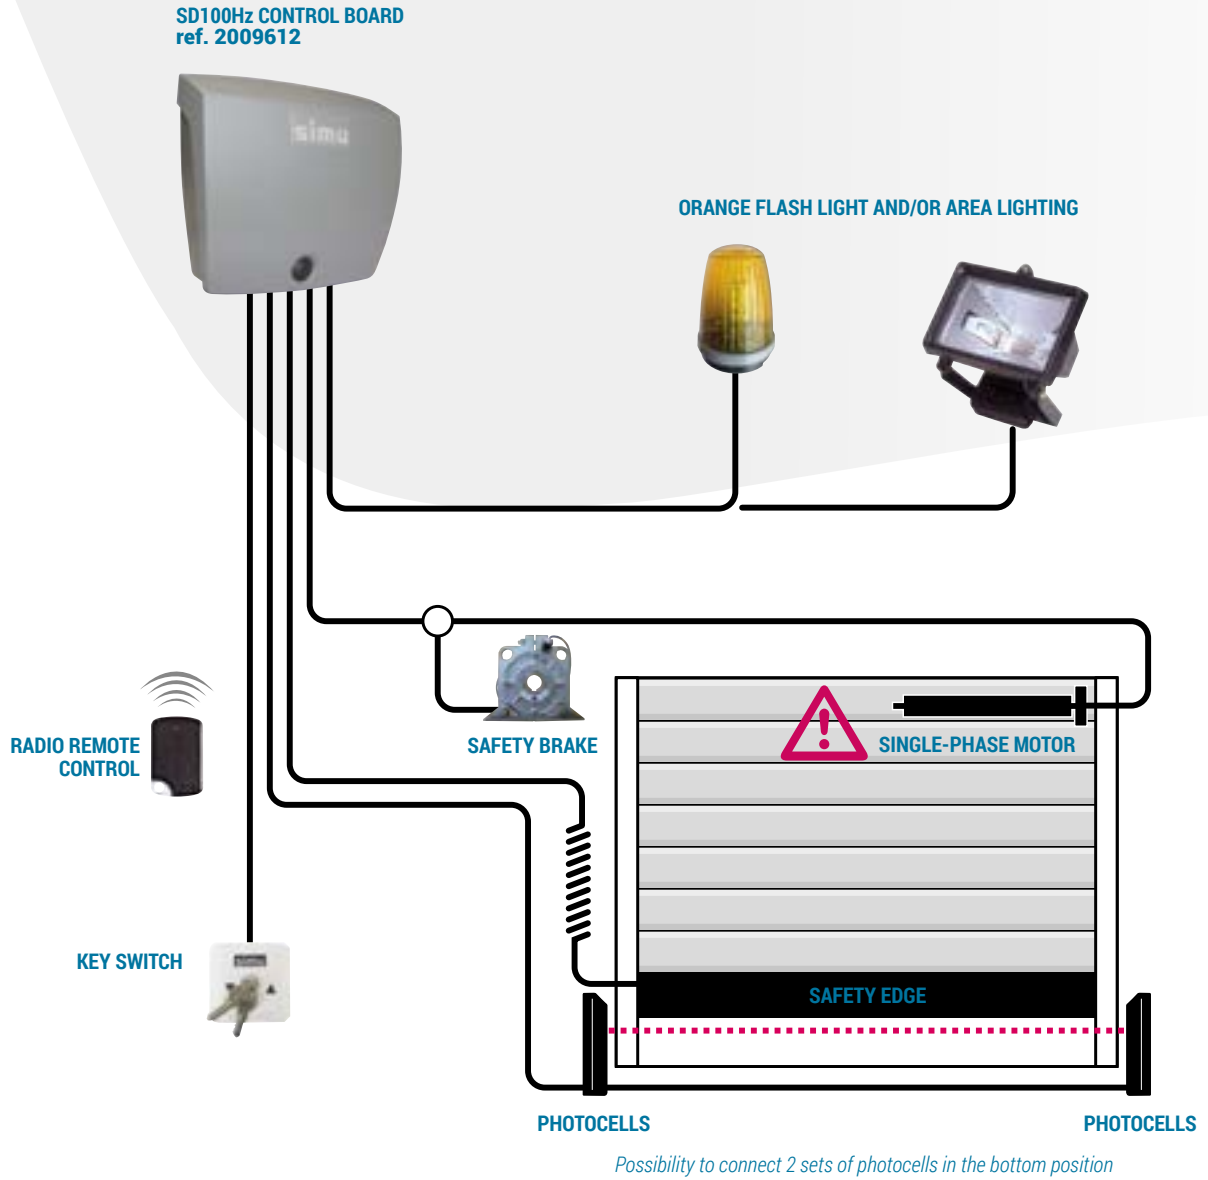 SD100Hz CONTROL BOARD
ref. 2009612
simu
ORANGE FLASH LIGHT AND/OR AREA LIGHTING
RADIO REMOTE
CONTROL
SAFETY BRAKE
SINGLE-PHASE MOTOR
KEY SWITCH
simu
SAFETY EDGE
PHOTOCELLS
PHOTOCELLS
Possibility to connect 2 sets of photocells in the bottom position